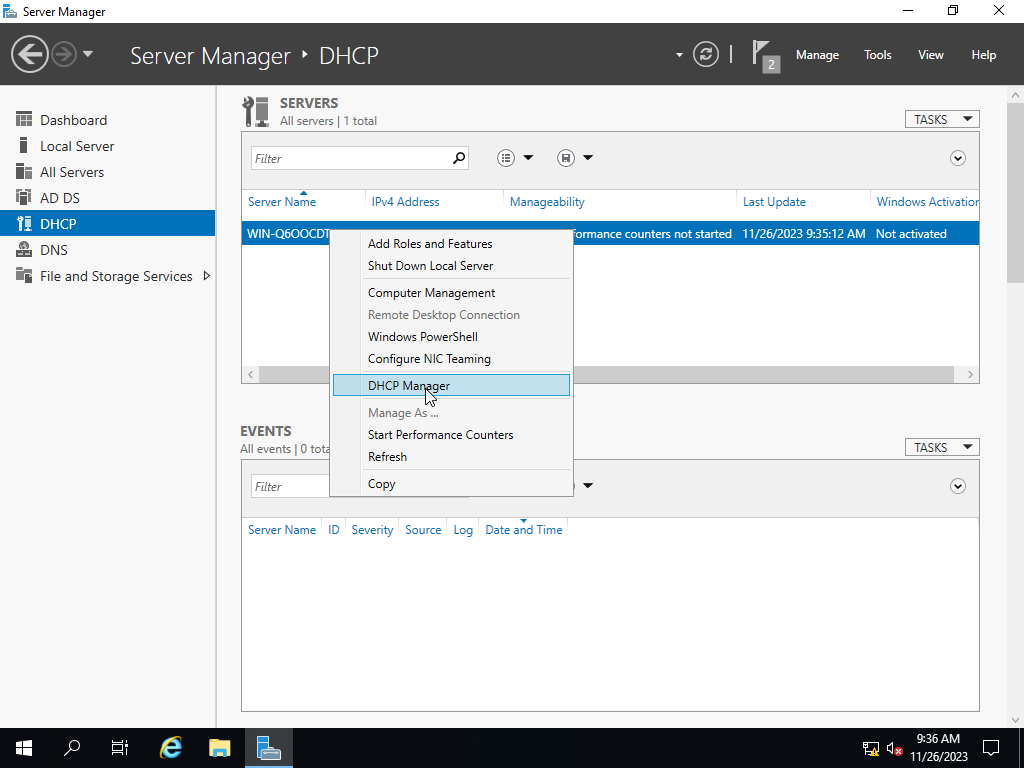 Server Manager
Server Manager ‣ DHCP
2
Manage
Tools
View
Help
Dashboard
Local Server
All Servers
AD DS
DHCP
DNS
File and Storage Services
SERVERS
All servers | 1 total
TASKS
Filter
Server Name IPv4 Address Manageability Last Update Windows Activation
WIN-Q6OOCDT formance counters not started 11/26/2023 9:35:12 AM Not activated
Add Roles and Features
Shut Down Local Server
Computer Management
Remote Desktop Connection
Windows PowerShell
Configure NIC Teaming
DHCP Manager
Manage As ...
Start Performance Counters
Refresh
Copy
EVENTS
All events | 0 tota
TASKS
Filter
Server Name ID Severity Source Log Date and Time
9:36 AM
11/26/2023